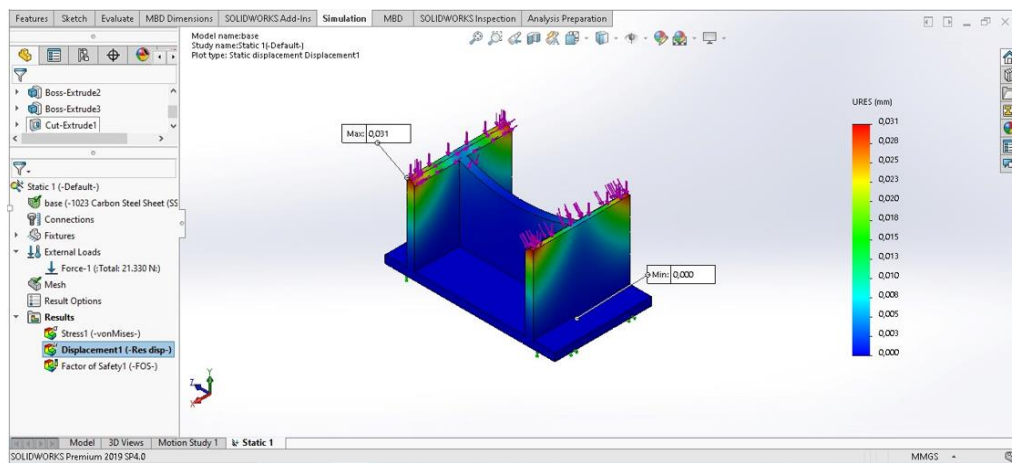 Features Sketch Evaluate MBD Dimensions SOLIDWORKS Add-Ins Simulation MBD SOLIDWORKS Inspection Analysis Preparation
Model name:base
Study name:Static 1(-Default-)
Plot type: Static displacement Displacement1
Boss-Extrude2
Boss-Extrude3
Cut-Extrude1
Static 1 (-Default-)
base (-1023 Carbon Steel Sheet (SS
Connections
Fixtures
External Loads
Force-1 (:Total: 21.330 N:)
Mesh
Result Options
Results
Stress1 (-vonMises-)
Displacement1 (-Res disp-)
Factor of Safety1 (-FOS-)
Max: 0,031
Min: 0,000
URES (mm)
0,031
0,028
0,025
0,023
0,020
0,018
0,015
0,013
0,010
0,008
0,005
0,003
0,000
Y
Z
X
Model 3D Views Motion Study 1 Static 1
SOLIDWORKS Premium 2019 SP4.0
MMGS